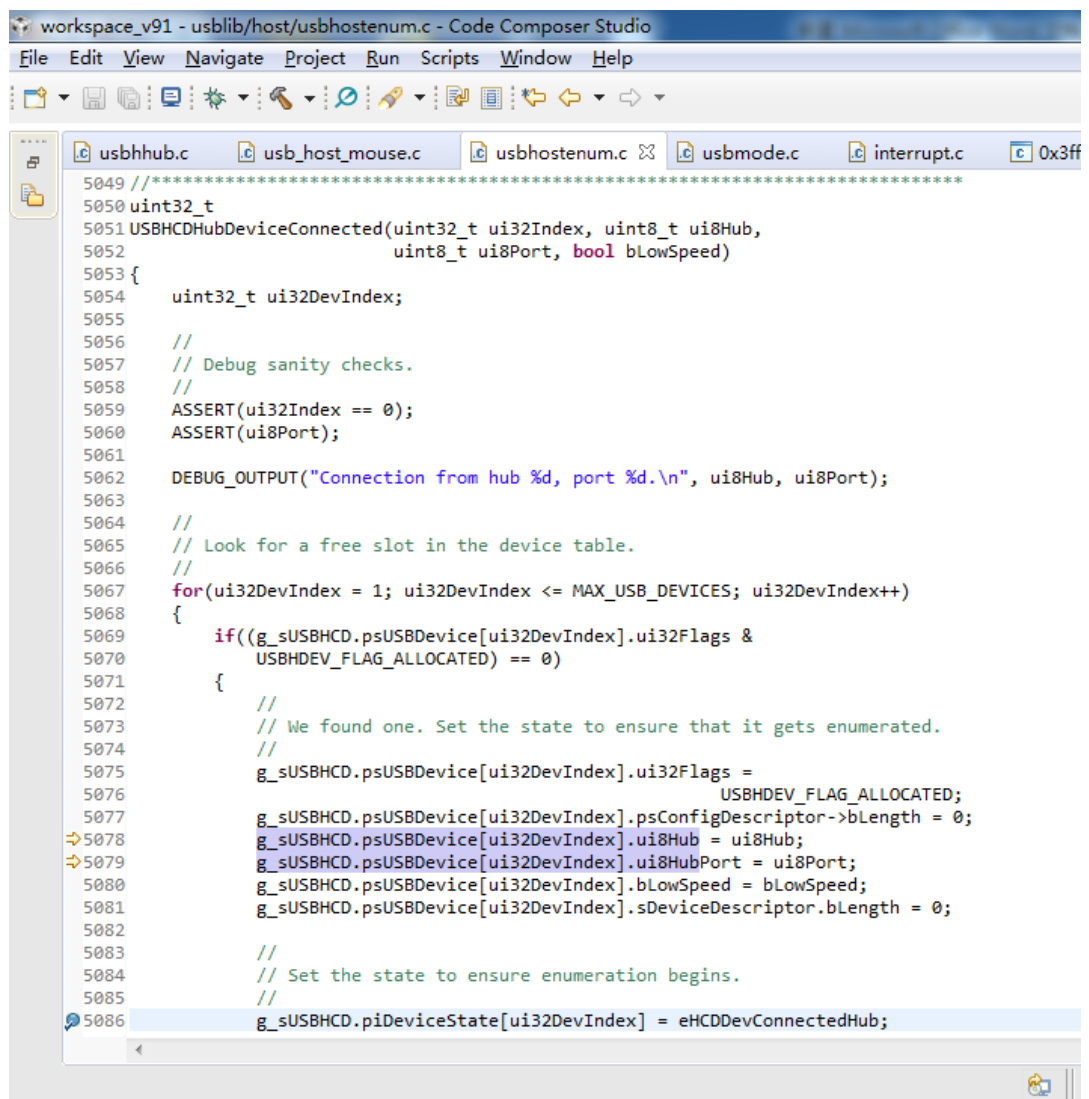 workspace_v91 - usblib/host/usbhostenum.c - Code Composer Studio
File Edit View Navigate Project Run Scripts Window Help
usbhhub.c usb_host_mouse.c usbhostenum.c usbmode.c interrupt.c 0x3ff
5049 //*****************************************************************************
5050 uint32_t
5051 USBHCDHubDeviceConnected(uint32_t ui32Index, uint8_t ui8Hub,
5052                          uint8_t ui8Port, bool bLowSpeed)
5053 {
5054     uint32_t ui32DevIndex;
5055
5056     //
5057     // Debug sanity checks.
5058     //
5059     ASSERT(ui32Index == 0);
5060     ASSERT(ui8Port);
5061
5062     DEBUG_OUTPUT("Connection from hub %d, port %d.\n", ui8Hub, ui8Port);
5063
5064     //
5065     // Look for a free slot in the device table.
5066     //
5067     for(ui32DevIndex = 1; ui32DevIndex <= MAX_USB_DEVICES; ui32DevIndex++)
5068     {
5069         if((g_sUSBHCD.psUSBDevice[ui32DevIndex].ui32Flags &
5070             USBHDEV_FLAG_ALLOCATED) == 0)
5071         {
5072             //
5073             // We found one. Set the state to ensure that it gets enumerated.
5074             //
5075             g_sUSBHCD.psUSBDevice[ui32DevIndex].ui32Flags =
5076                                                         USBHDEV_FLAG_ALLOCATED;
5077             g_sUSBHCD.psUSBDevice[ui32DevIndex].psConfigDescriptor->bLength = 0;
5078             g_sUSBHCD.psUSBDevice[ui32DevIndex].ui8Hub = ui8Hub;
5079             g_sUSBHCD.psUSBDevice[ui32DevIndex].ui8HubPort = ui8Port;
5080             g_sUSBHCD.psUSBDevice[ui32DevIndex].bLowSpeed = bLowSpeed;
5081             g_sUSBHCD.psUSBDevice[ui32DevIndex].sDeviceDescriptor.bLength = 0;
5082
5083             //
5084             // Set the state to ensure enumeration begins.
5085             //
5086             g_sUSBHCD.piDeviceState[ui32DevIndex] = eHCDDevConnectedHub;